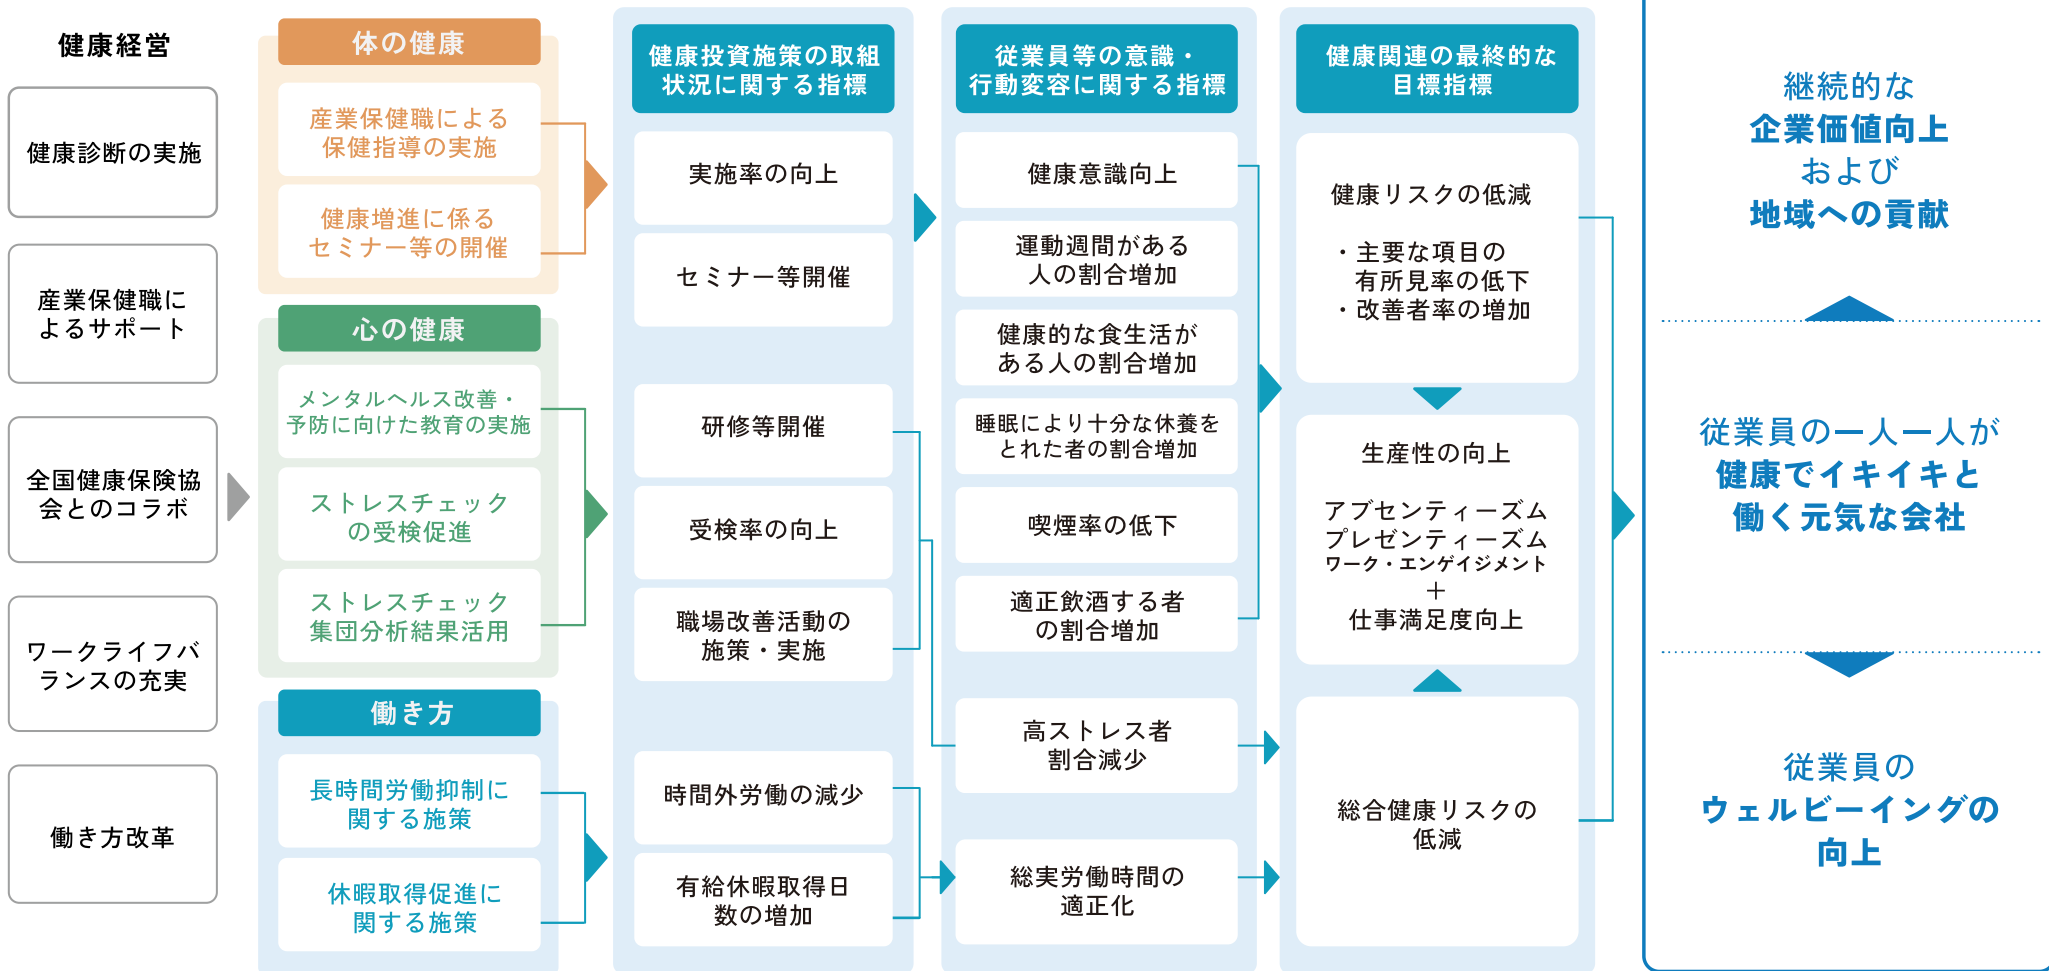 健康経営
健康診断の実施
産業保健職に
よるサポート
全国健康保険協
会とのコラボ
ワークライフバ
ランスの充実
働き方改革
体の健康
産業保健職による
保健指導の実施
健康増進に係る
セミナー等の開催
心の健康
メンタルヘルス改善・
予防に向けた教育の実施
ストレスチェック
の受検促進
ストレスチェック
集団分析結果活用
働き方
長時間労働抑制に
関する施策
休暇取得促進に
関する施策
健康投資施策の取組
状況に関する指標
実施率の向上
セミナー等開催
研修等開催
受検率の向上
職場改善活動の
施策・実施
時間外労働の減少
有給休暇取得日
数の増加
従業員等の意識・
行動変容に関する指標
健康意識向上
運動週間がある
人の割合増加
健康的な食生活が
ある人の割合増加
睡眠により十分な休養を
とれた者の割合増加
喫煙率の低下
適正飲酒する者
の割合増加
高ストレス者
割合減少
総実労働時間の
適正化
健康関連の最終的な
目標指標
健康リスクの低減
・主要な項目の
有所見率の低下
・改善者率の増加
生産性の向上
アブセンティーズム
プレゼンティーズム
ワーク・エンゲイジメント
＋
仕事満足度向上
総合健康リスクの
低減
継続的な
企業価値向上
および
地域への貢献
従業員の一人一人が
健康でイキイキと
働く元気な会社
従業員の
ウェルビーイングの
向上